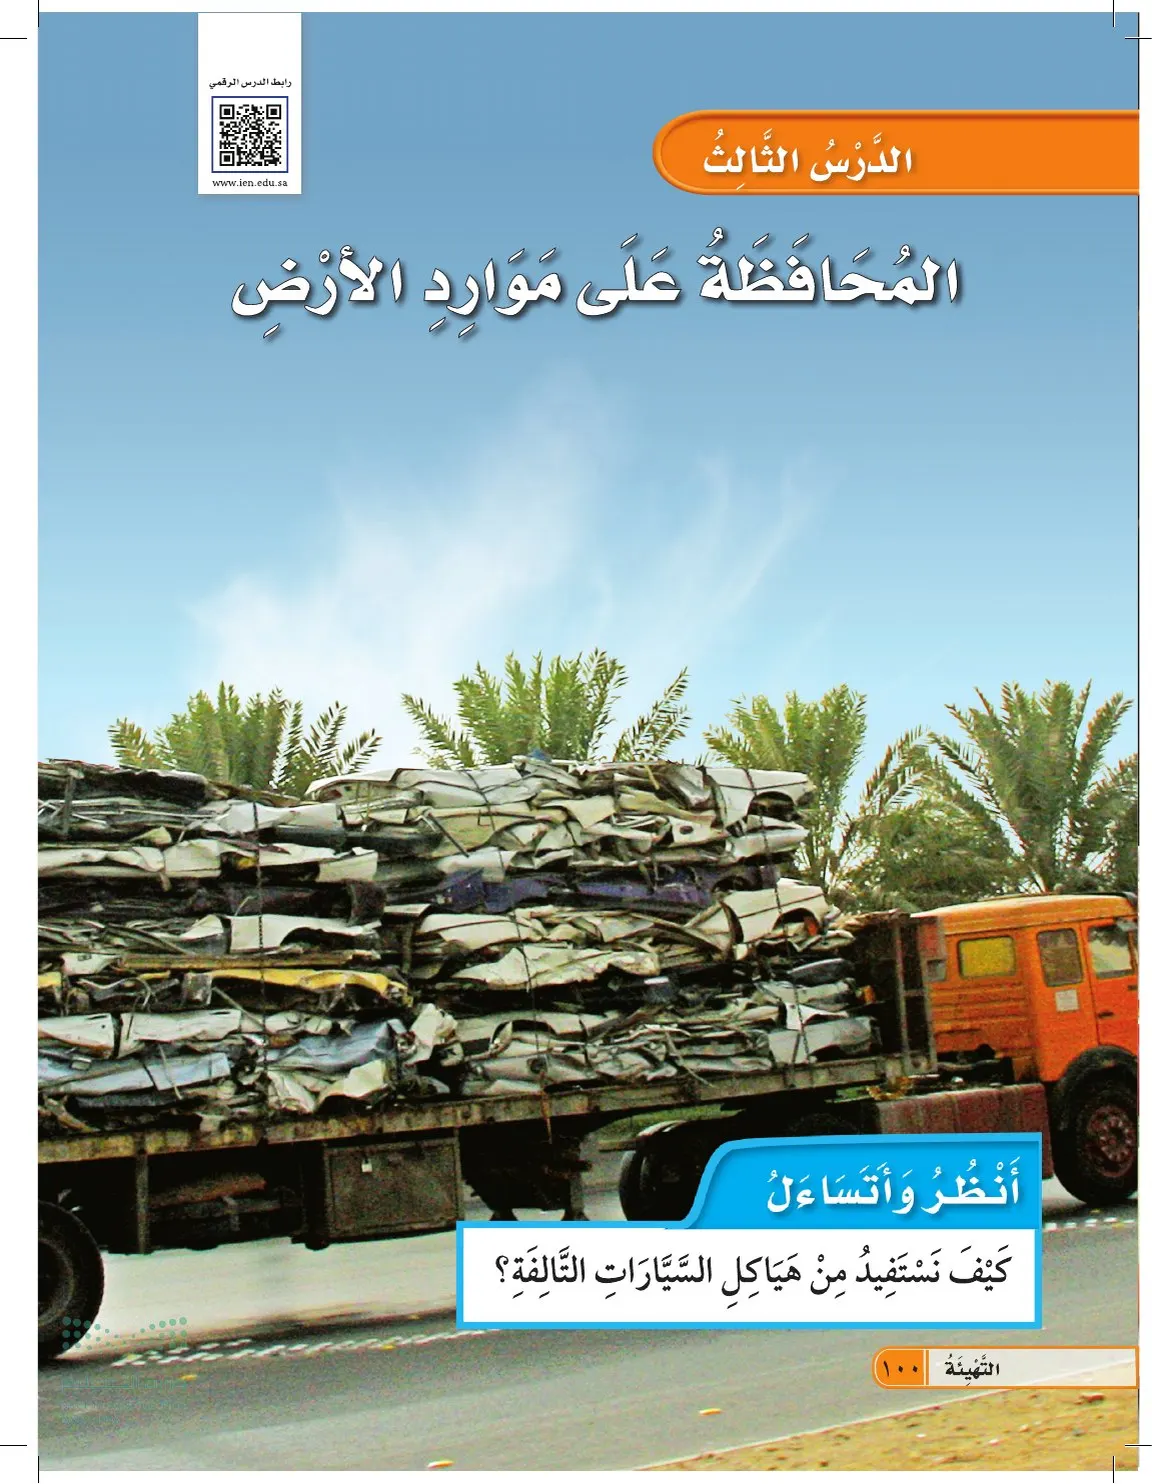 رابط الدرس الرقمي
www.ien.edu.sa
الدَّرْسُ الثَّالِثُ
المُحَافَظَةُ عَلَى مَوَارِدِ الأَرْضِ
أَنْظُرُ وَأَتَسَاءَلُ
كَيْفَ نَسْتَفِيدُ مِنْ هَيَاكِلِ السَّيَّارَاتِ التَّالِفَةِ؟
التَّهْيِئَةُ ١٠٠